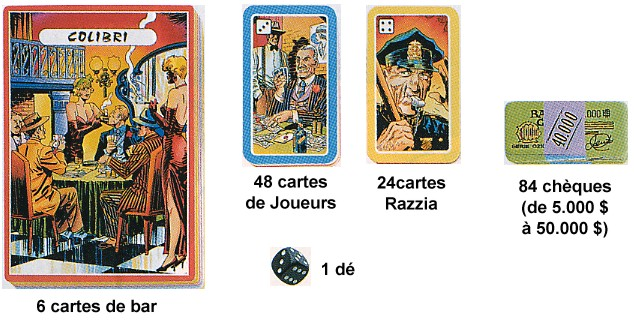 COLIBRI
6 cartes de bar
48 cartes
de Joueurs
24cartes
Razzia
40.000
.000 $
84 chèques
(de 5.000 $
à 50.000 $)
1 dé